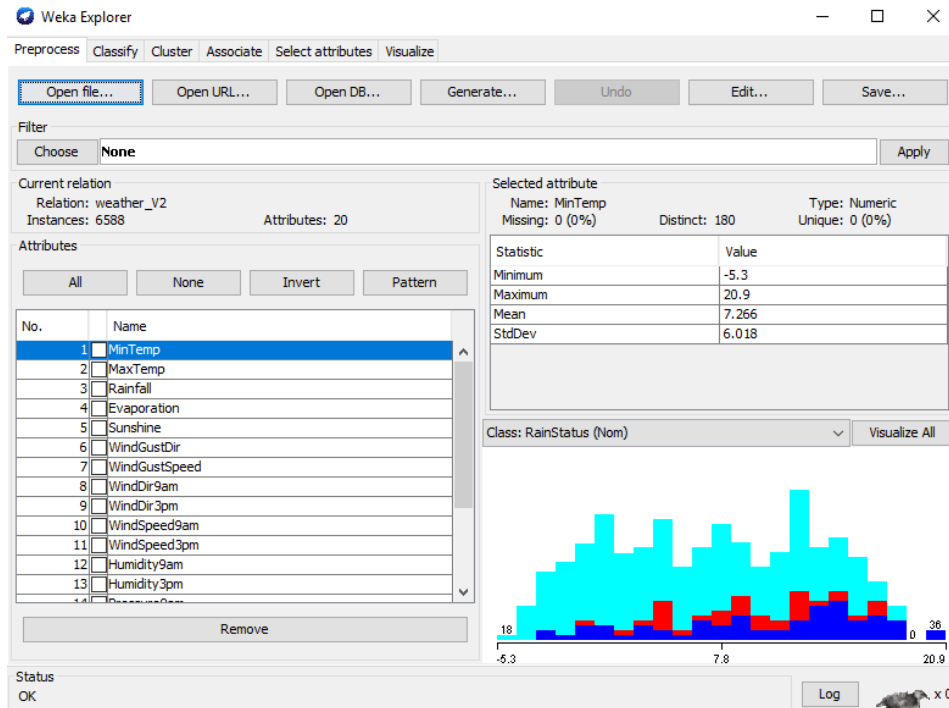 Weka Explorer
Preprocess Classify Cluster Associate Select attributes Visualize
Open file... Open URL... Open DB... Generate... Undo Edit... Save...
Filter
Choose None Apply
Current relation
Relation: weather_V2
Instances: 6588 Attributes: 20
Attributes
All None Invert Pattern
No. Name
1 MinTemp
2 MaxTemp
3 Rainfall
4 Evaporation
5 Sunshine
6 WindGustDir
7 WindGustSpeed
8 WindDir9am
9 WindDir3pm
10 WindSpeed9am
11 WindSpeed3pm
12 Humidity9am
13 Humidity3pm
Remove
Selected attribute
Name: MinTemp Type: Numeric
Missing: 0 (0%) Distinct: 180 Unique: 0 (0%)
Statistic Value
Minimum -5.3
Maximum 20.9
Mean 7.266
StdDev 6.018
Class: RainStatus (Nom) Visualize All
18 0 36
-5.3 7.8 20.9
Status
OK Log x 0